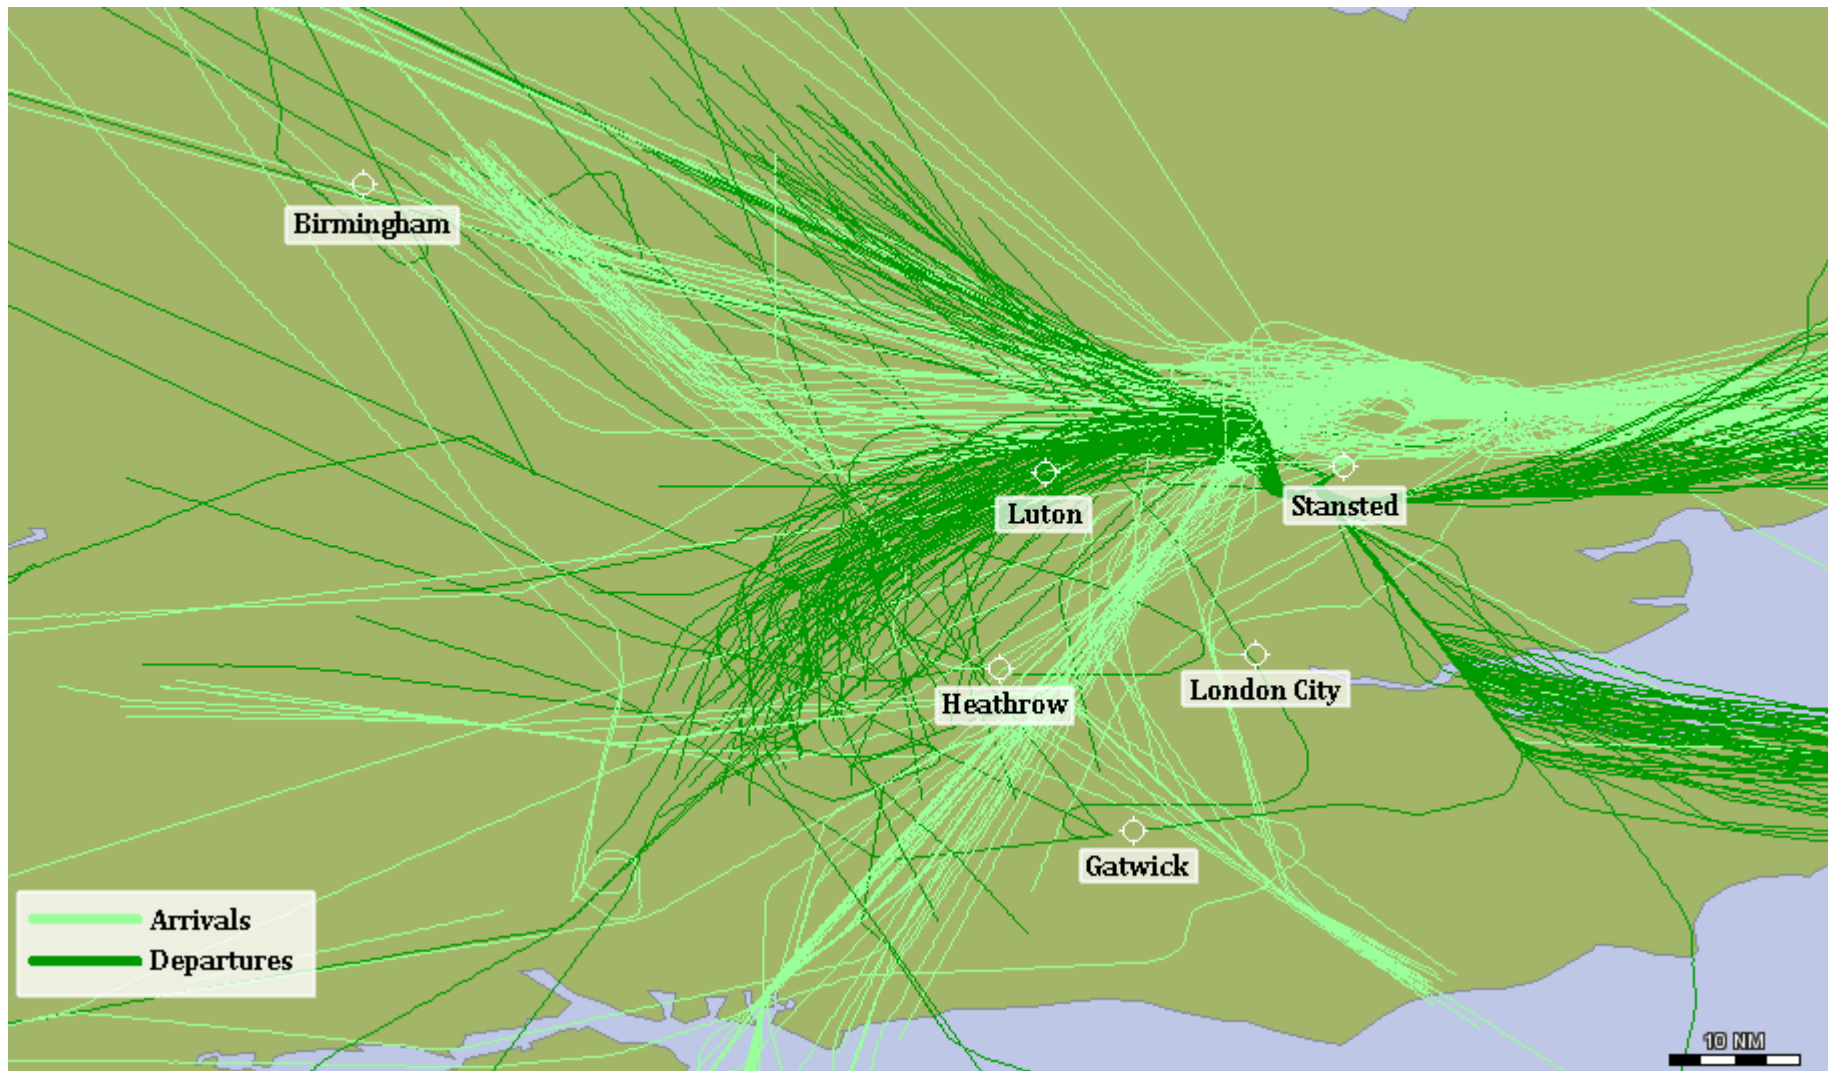 Birmingham
Luton
Stansted
Heathrow
London City
Gatwick
Arrivals
Departures
10 NM